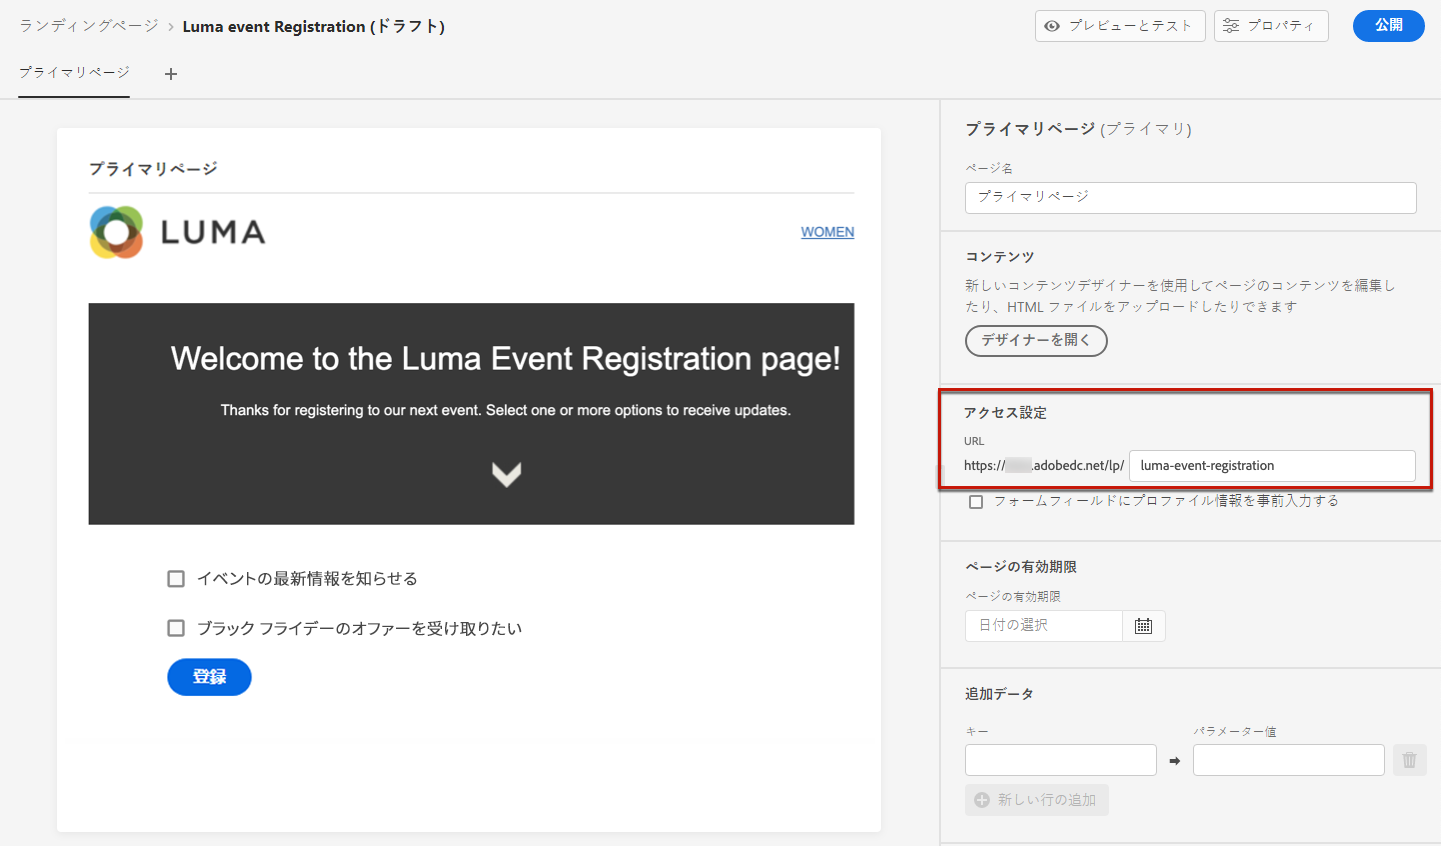 ランディングページ › Luma event Registration (ドラフト)
プレビューとテスト
プロパティ
公開
プライマリページ
+
プライマリページ
LUMA
WOMEN
Welcome to the Luma Event Registration page!
Thanks for registering to our next event. Select one or more options to receive updates.
イベントの最新情報を知らせる
ブラック フライデーのオファーを受け取りたい
登録
プライマリページ (プライマリ)
ページ名
プライマリページ
コンテンツ
新しいコンテンツデザイナーを使用してページのコンテンツを編集し
たり、HTML ファイルをアップロードしたりできます
デザイナーを開く
アクセス設定
URL
https:// .adobedc.net/lp/ luma-event-registration
フォームフィールドにプロファイル情報を事前入力する
ページの有効期限
ページの有効期限
日付の選択
追加データ
キー
パラメーター値
新しい行の追加